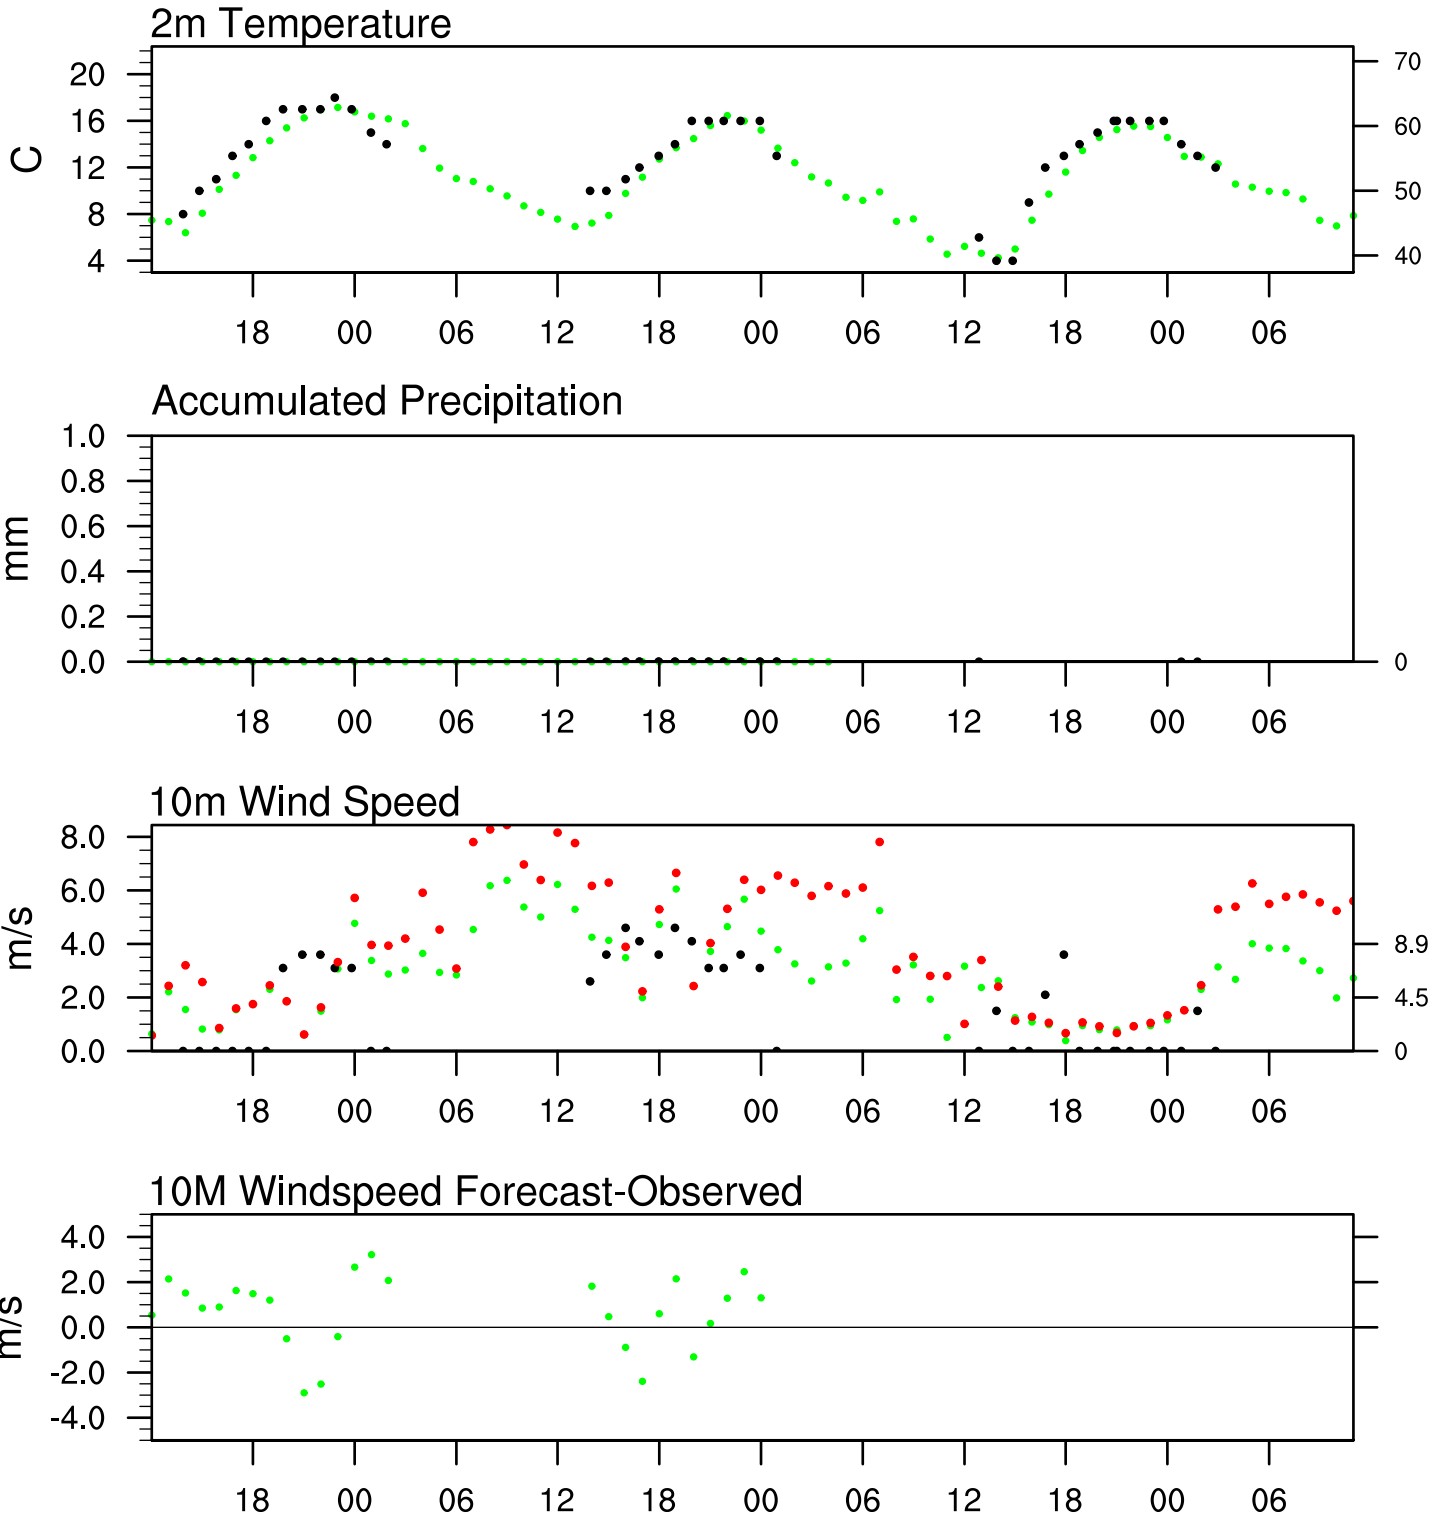 2m Temperature
20 70
16 60
12 50
8
4 40
C
18 00 06 12 18 00 06 12 18 00 06
Accumulated Precipitation
1.0
0.8
0.6
0.4
0.2
0.0 0
mm
18 00 06 12 18 00 06 12 18 00 06
10m Wind Speed
8.0
6.0
4.0 8.9
2.0 4.5
0.0 0
m/s
18 00 06 12 18 00 06 12 18 00 06
10M Windspeed Forecast-Observed
4.0
2.0
0.0
-2.0
-4.0
m/s
18 00 06 12 18 00 06 12 18 00 06